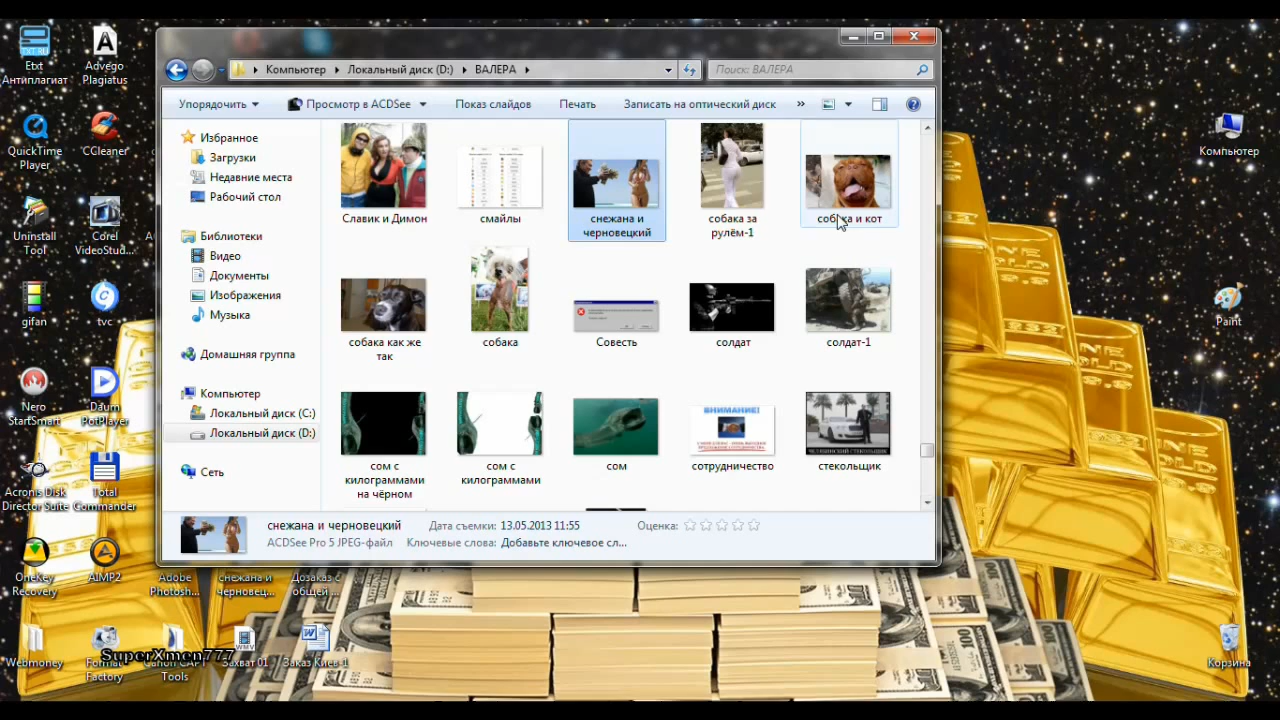 Компьютер
Локальный диск (D:)
ВАЛЕРА
Поиск: ВАЛЕРА
Упорядочить
Просмотр в ACDSee
Показ слайдов
Печать
Записать на оптический диск
»
Избранное
Загрузки
Недавние места
Рабочий стол
Библиотеки
Видео
Документы
Изображения
Музыка
Домашняя группа
Компьютер
Локальный диск (C:)
Локальный диск (D:)
Сеть
Славик и Димон
смайлы
снежана и
черновецкий
собака за
рулём-1
собака и кот
собака как же
так
собака
Совесть
солдат
солдат-1
сом с
килограммами
на чёрном
сом с
килограммами
сом
ВНИМАНИЕ!
сотрудничество
стекольщик
снежана и черновецкий
Дата съемки: 13.05.2013 11:55
Оценка:
ACDSee Pro 5 JPEG-файл
Ключевые слова: Добавьте ключевое сл...
Etxt
Антиплагиат
Advego
Plagiatus
QuickTime
Player
CCleaner
Uninstall
Tool
Corel
VideoStud...
gifan
tvc
Nero
StartSmart
Daum
PotPlayer
Acronis Disk
Director Suite
Total
Commander
OneKey
Recovery
AIMP2
Adobe
Photosh...
снежана и
черновец...
Дозаказ с
общей ...
Webmoney
Format
Factory
Canon CAPT
Tools
Захват 01
Заказ Киев-1
SuperXmen777
Компьютер
Paint
Корзина